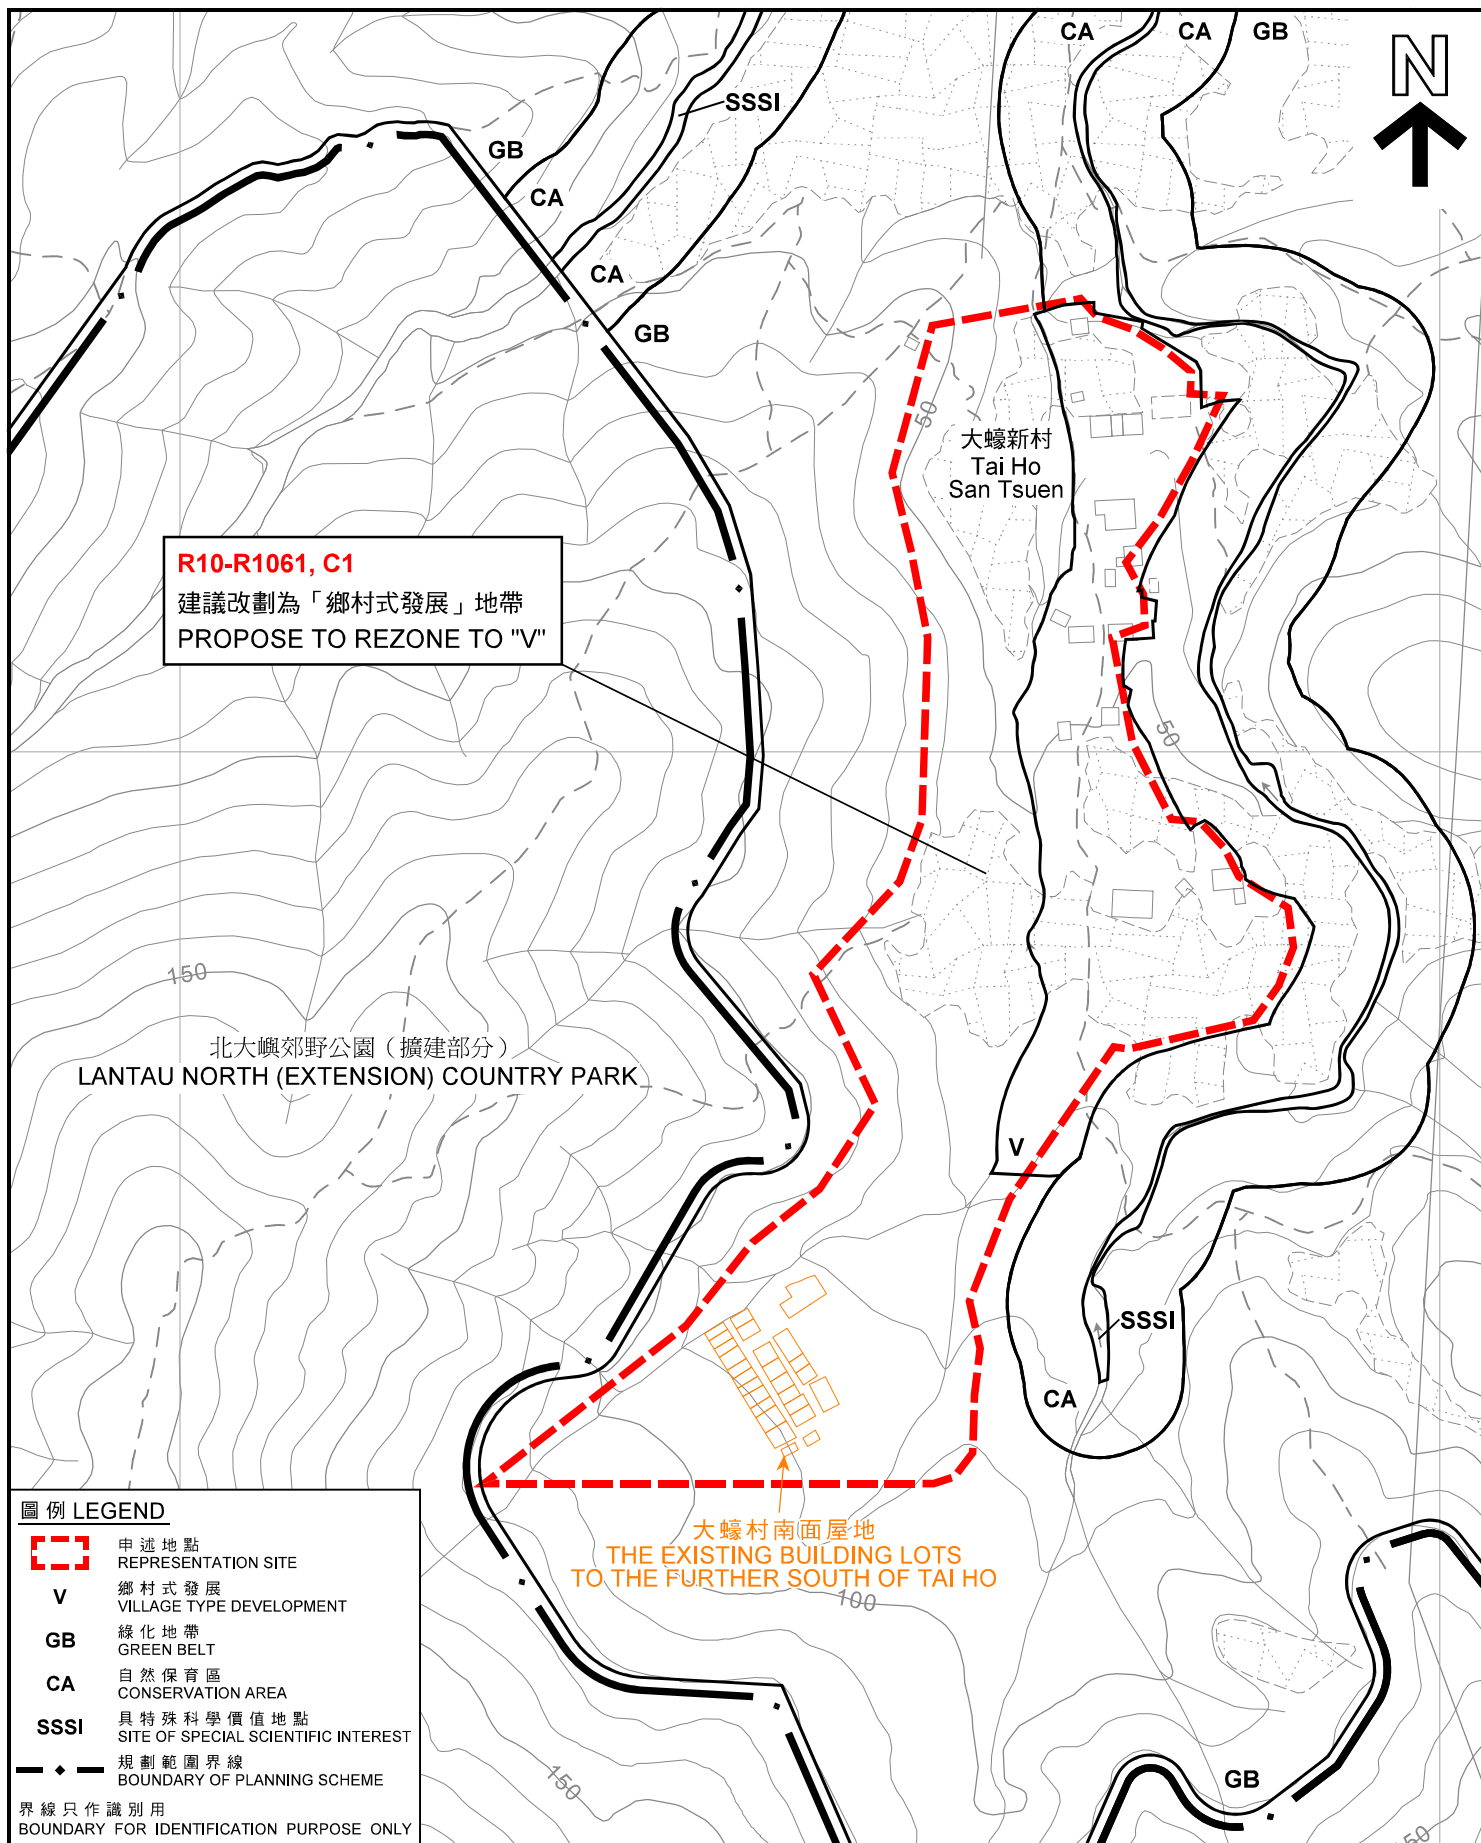 CA
CA
GB
N
SSSI
GB
CA
CA
GB
50
大蠔新村
Tai Ho
San Tsuen
R10-R1061, C1
建議改劃為「鄉村式發展」地帶
PROPOSE TO REZONE TO "V"
50
150
北大嶼郊野公園（擴建部分）
LANTAU NORTH (EXTENSION) COUNTRY PARK
V
SSSI
CA
大蠔村南面屋地
THE EXISTING BUILDING LOTS
TO THE FURTHER SOUTH OF TAI HO
100
150
GB
圖例 LEGEND
申述地點
REPRESENTATION SITE
V
鄉村式發展
VILLAGE TYPE DEVELOPMENT
GB
綠化地帶
GREEN BELT
CA
自然保育區
CONSERVATION AREA
SSSI
具特殊科學價值地點
SITE OF SPECIAL SCIENTIFIC INTEREST
規劃範圍界線
BOUNDARY OF PLANNING SCHEME
界線只作識別用
BOUNDARY FOR IDENTIFICATION PURPOSE ONLY